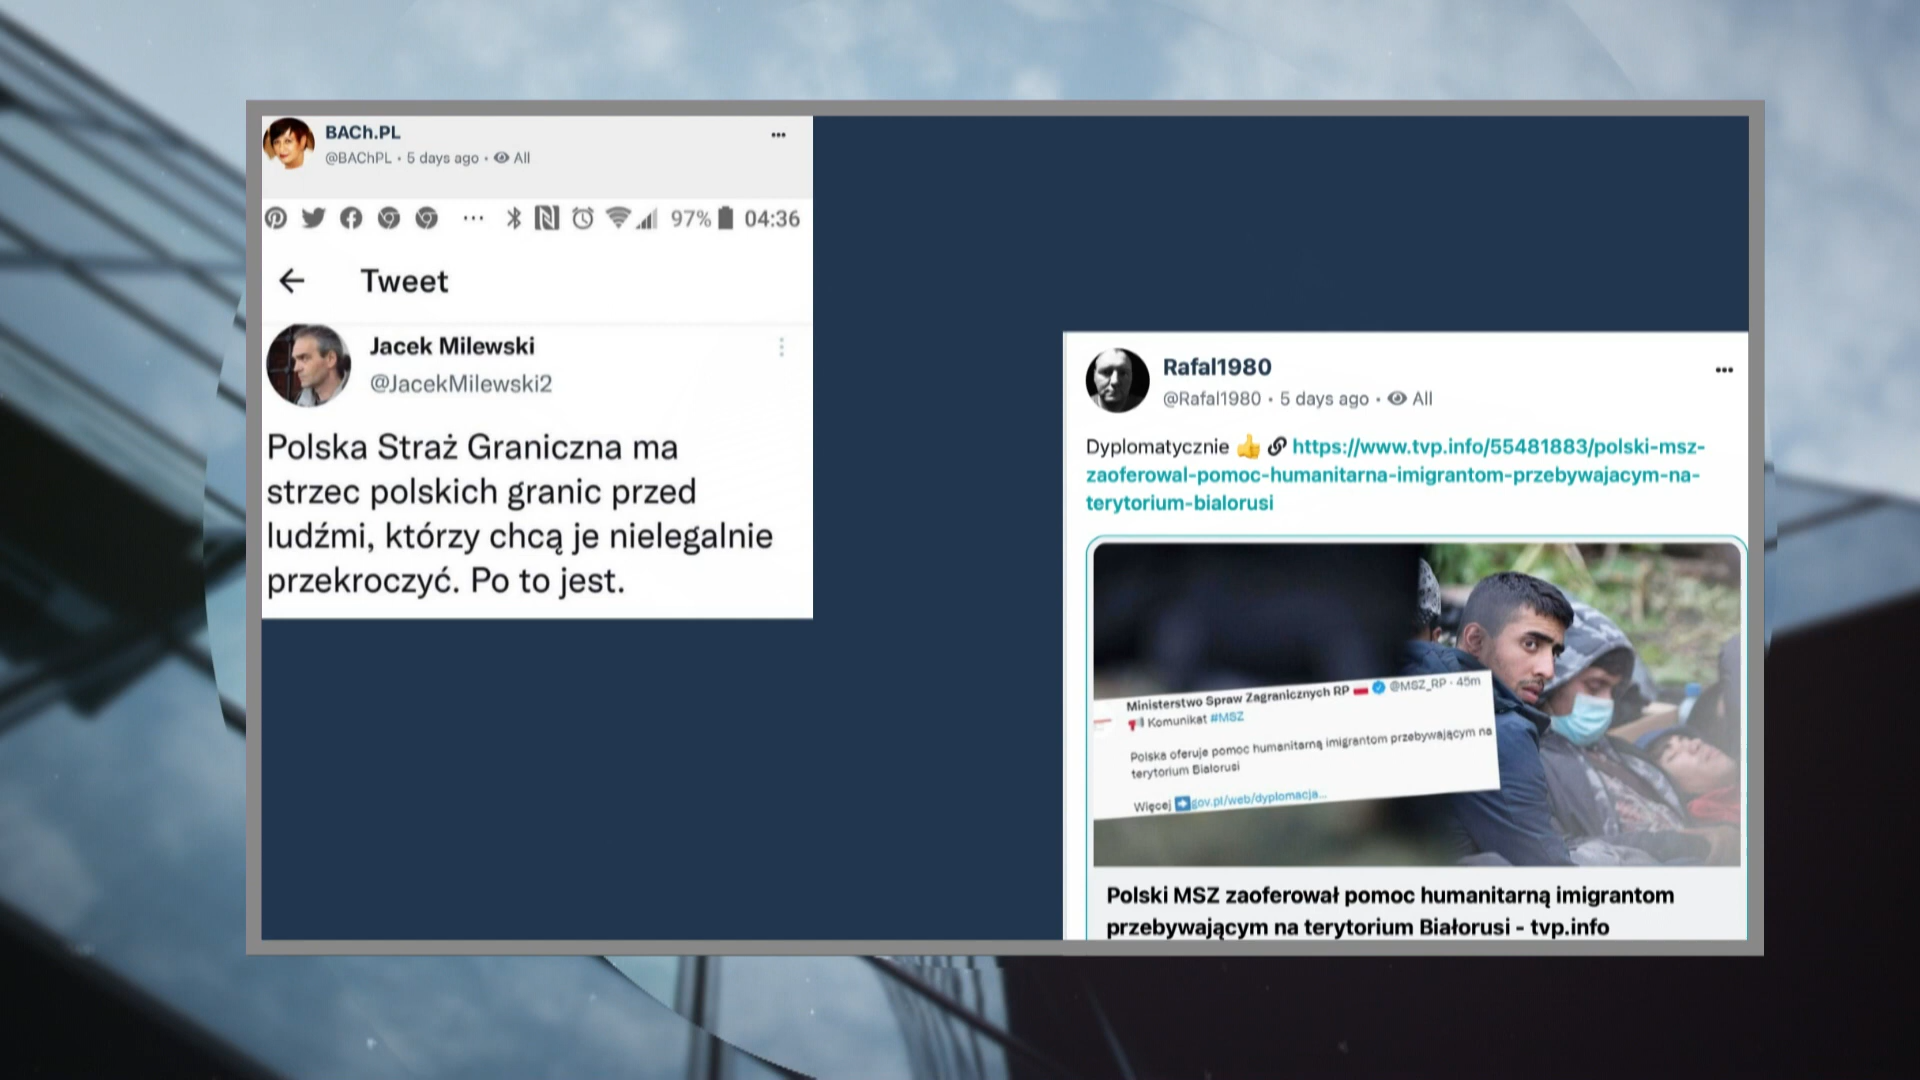 BACh.PL
@BAChPL • 5 days ago • All
97% 04:36
Tweet
Jacek Milewski
@JacekMilewski2
Polska Straż Graniczna ma
strzec polskich granic przed
ludźmi, którzy chcą je nielegalnie
przekroczyć. Po to jest.
Rafal1980
@Rafal1980 • 5 days ago • All
Dyplomatycznie 👍 🔗 https://www.tvp.info/55481883/polski-msz-
zaoferowal-pomoc-humanitarna-imigrantom-przebywajacym-na-
terytorium-bialorusi
Ministerstwo Spraw Zagranicznych RP @MSZ_RP · 45m
Komunikat #MSZ
Polska oferuje pomoc humanitarną imigrantom przebywającym na
terytorium Białorusi
Więcej ➡gov.pl/web/dyplomacja...
Polski MSZ zaoferował pomoc humanitarną imigrantom
przebywającym na terytorium Białorusi - tvp.info